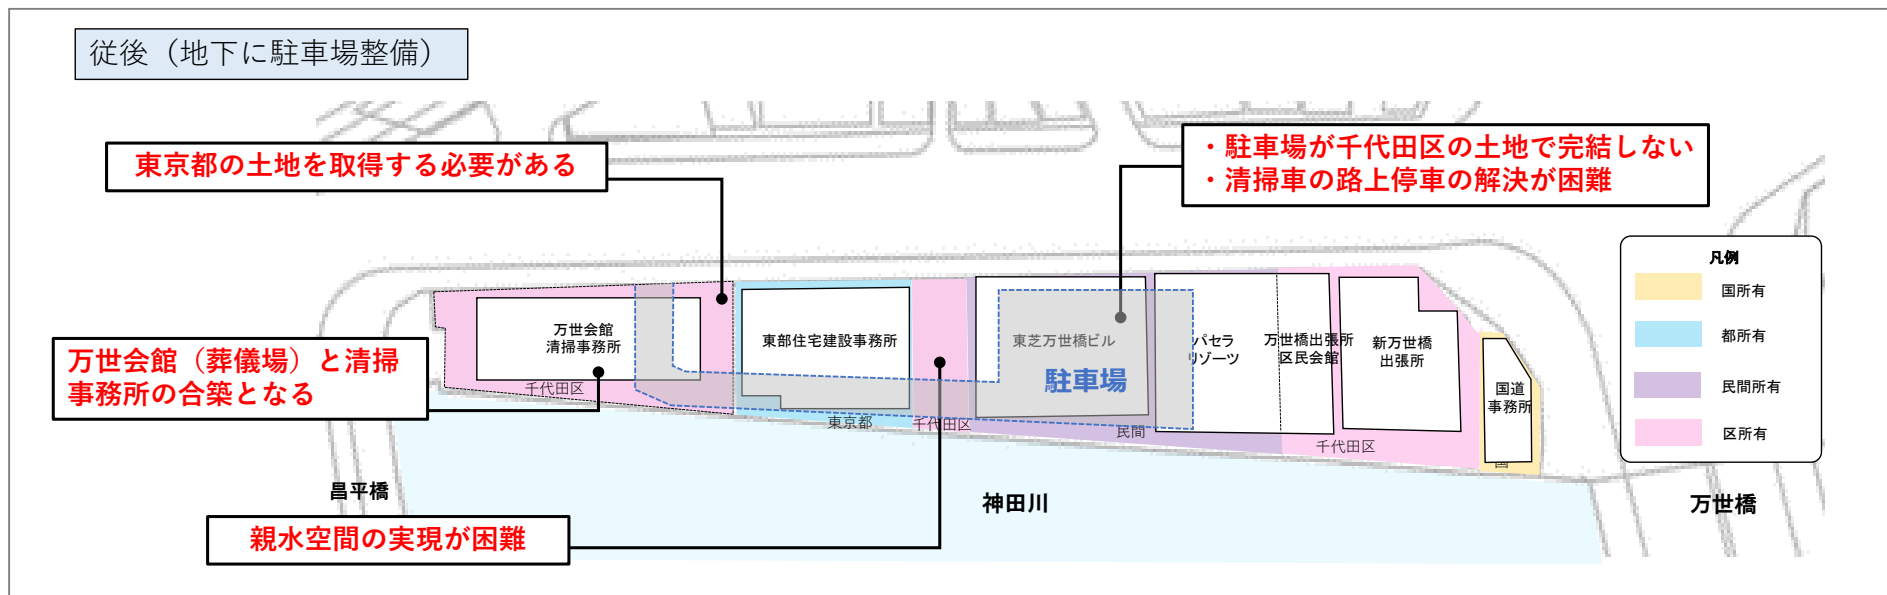 従後（地下に駐車場整備）
東京都の土地を取得する必要がある
・駐車場が千代田区の土地で完結しない
・清掃車の路上停車の解決が困難
凡例
国所有
都所有
民間所有
区所有
万世会館
清掃事務所
東部住宅建設事務所
東芝万世橋ビル
パセラ
リゾーツ
万世橋出張所
区民会館
新万世橋
出張所
国道
事務所
駐車場
万世会館（葬儀場）と清掃
事務所の合築となる
千代田区
東京都
千代田区
民間
千代田区
国
昌平橋
神田川
万世橋
親水空間の実現が困難